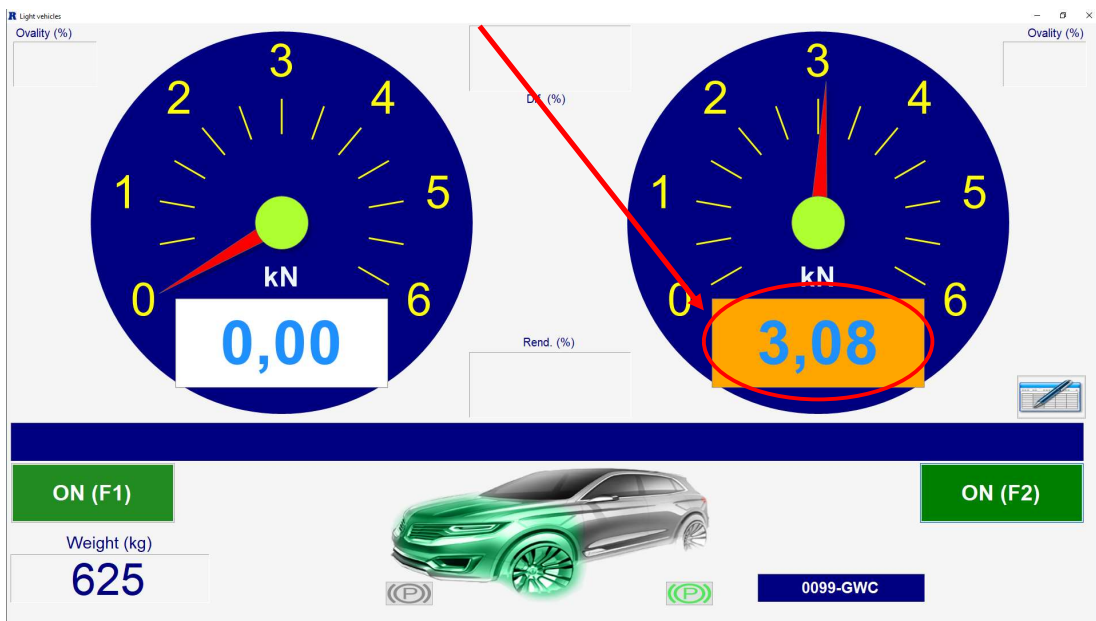 R Light vehicles
Ovality (%)
Ovality (%)
Dif. (%)
0
1
2
3
4
5
6
kN
0,00
0
1
2
3
4
5
6
kN
3,08
Rend. (%)
ON (F1)
ON (F2)
Weight (kg)
625
((P))
((P))
0099-GWC